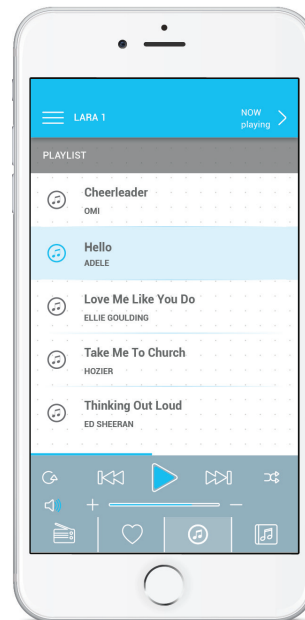 LARA 1
NOW
playing
PLAYLIST
Cheerleader
OMI
Hello
ADELE
Love Me Like You Do
ELLIE GOULDING
Take Me To Church
HOZIER
Thinking Out Loud
ED SHEERAN